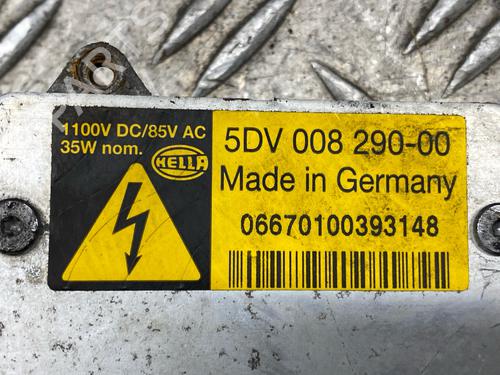 1100V DC/85V AC
35W nom.
HELLA
5DV 008 290-00
Made in Germany
06670100393148